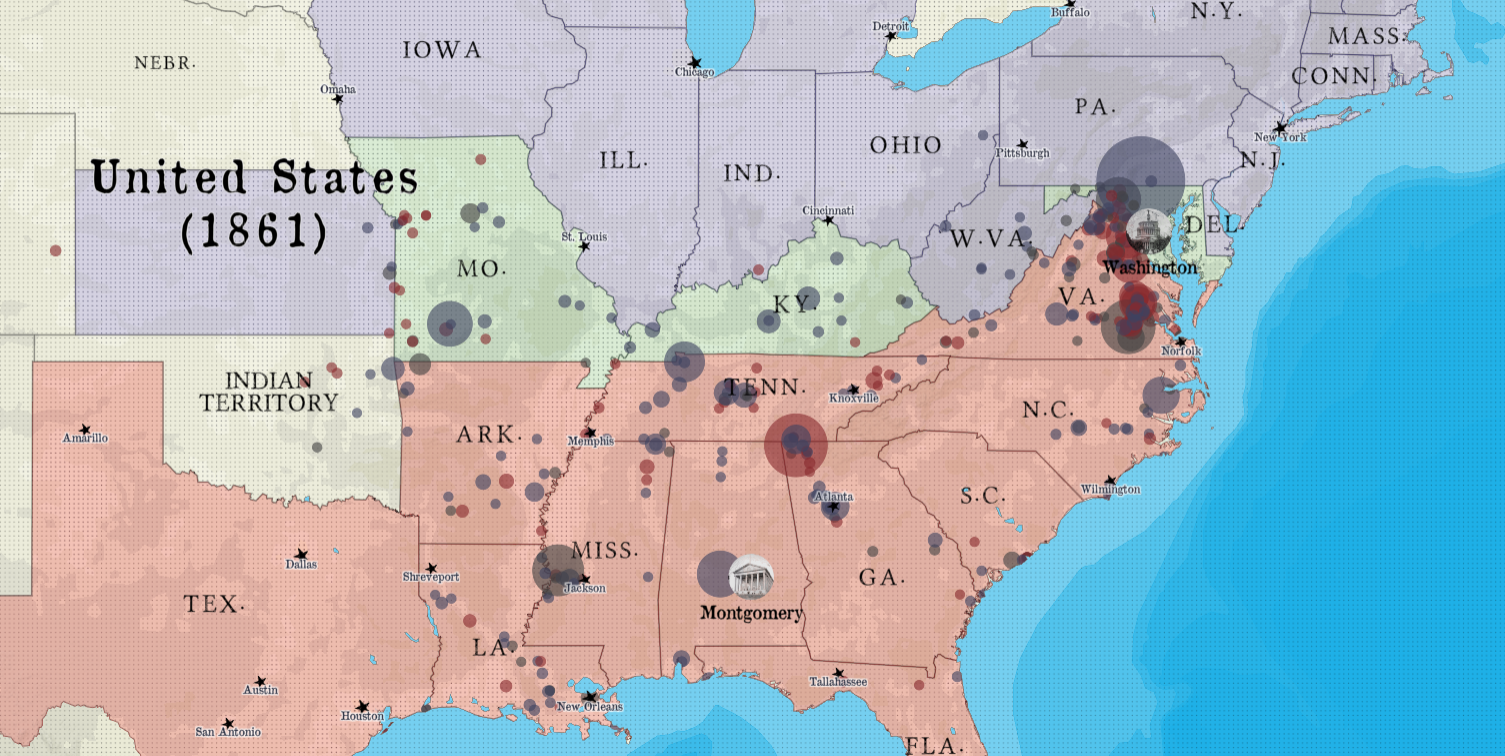 Buffalo
N.Y.
Detroit
MASS.
IOWA
NEBR.
Chicago
CONN.
Omaha
PA.
New York
OHIO
Pittsburgh
ILL.
IND.
N.J.
United States
(1861)
Cincinnati
DEL.
St. Louis
W.VA.
MO.
Washington
KY.
VA.
Norfolk
INDIAN
TERRITORY
TENN.
Knoxville
N.C.
Amarillo
ARK.
Memphis
Wilmington
Atlanta
S.C.
Dallas
MISS.
Shreveport
Jackson
GA.
TEX.
Montgomery
LA.
Tallahassee
Austin
New Orleans
Houston
San Antonio
FLA.